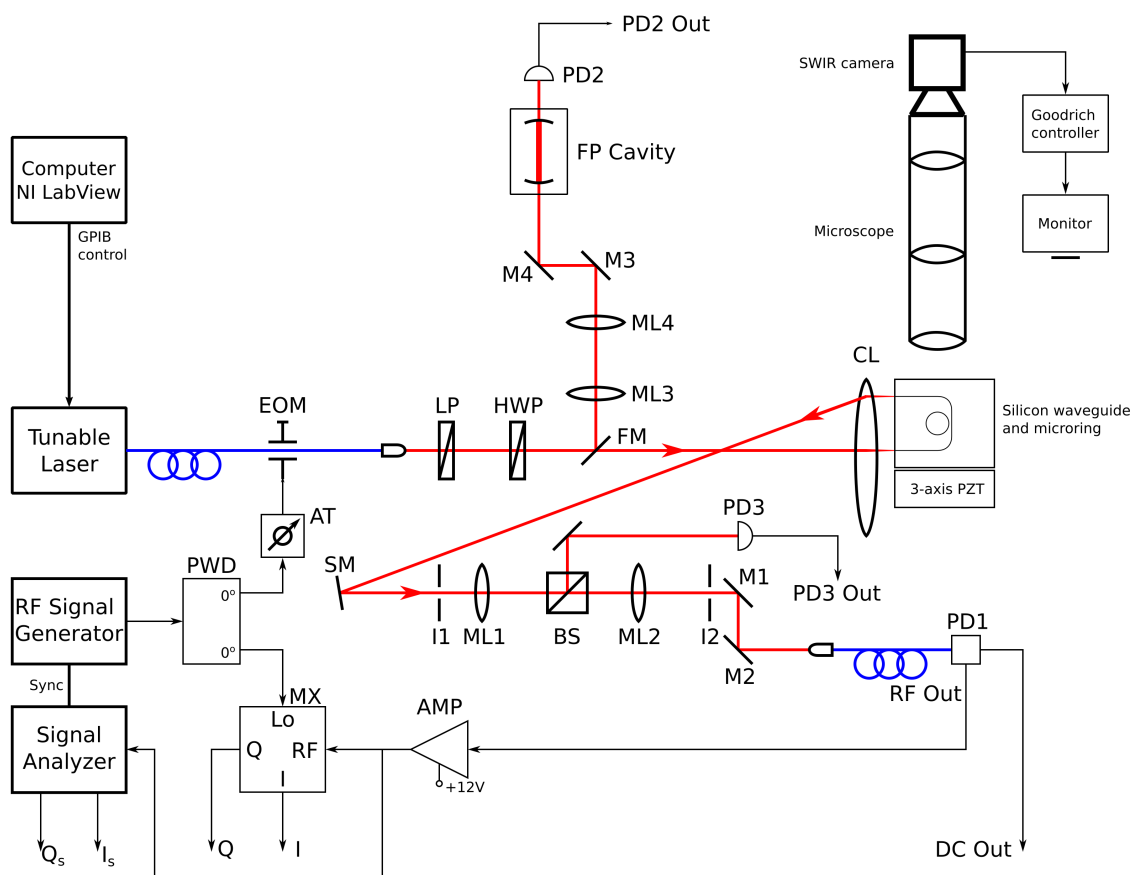 PD2 Out
PD2
SWIR camera
Goodrich
controller
FP Cavity
Computer
NI LabView
GPIB
control
Microscope
Monitor
M4
M3
ML4
CL
ML3
EOM
LP
HWP
FM
Tunable
Laser
Silicon waveguide
and microring
3-axis PZT
AT
PD3
PWD
SM
0º
RF Signal
Generator
M1
PD3 Out
I1
ML1
BS
ML2
I2
PD1
0º
M2
Sync
RF Out
MX
AMP
Lo
Signal
Analyzer
Q
RF
I
+12V
Qs
Is
Q
I
DC Out